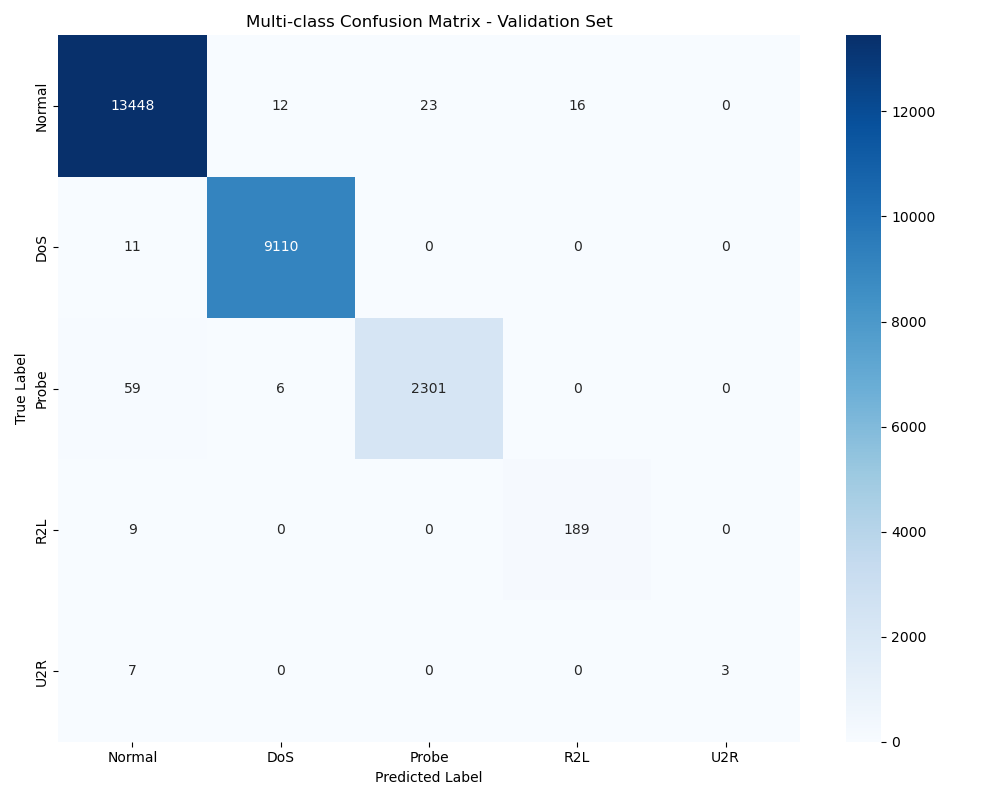 Multi-class Confusion Matrix - Validation Set
True Label
Normal 13448 12 23 16 0
DoS 11 9110 0 0 0
Probe 59 6 2301 0 0
R2L 9 0 0 189 0
U2R 7 0 0 0 3
Normal DoS Probe R2L U2R
Predicted Label
12000
10000
8000
6000
4000
2000
0